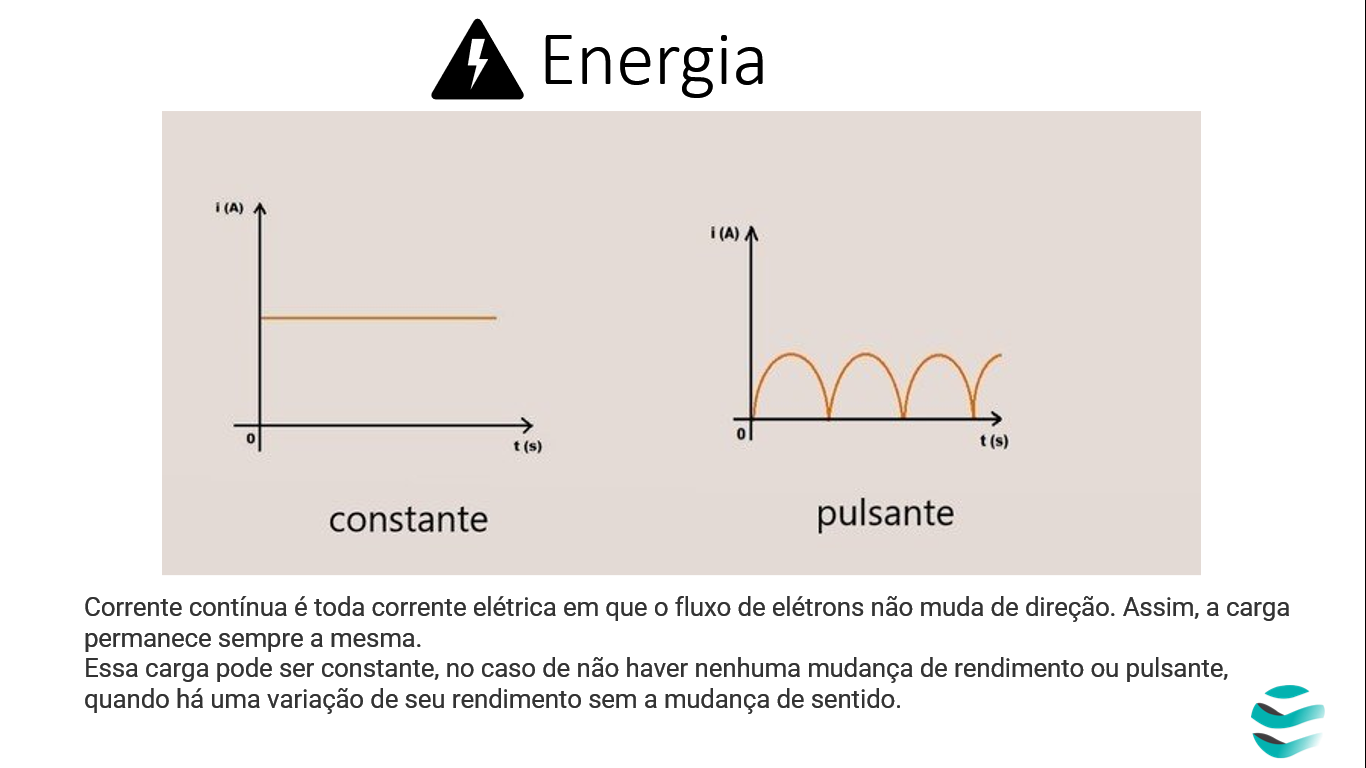 Energia
i (A)
0
t (s)
constante
i (A)
0
t (s)
pulsante
Corrente contínua é toda corrente elétrica em que o fluxo de elétrons não muda de direção. Assim, a carga
permanece sempre a mesma.
Essa carga pode ser constante, no caso de não haver nenhuma mudança de rendimento ou pulsante,
quando há uma variação de seu rendimento sem a mudança de sentido.